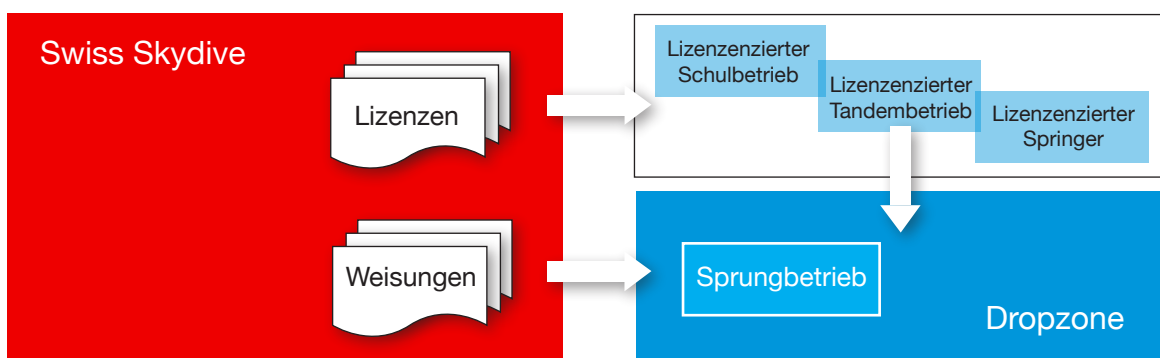 Swiss Skydive
Lizenzen
Weisungen
Lizenzenzierter
Schulbetrieb
Lizenzenzierter
Tandembetrieb
Lizenzenzierter
Springer
Sprungbetrieb
Dropzone